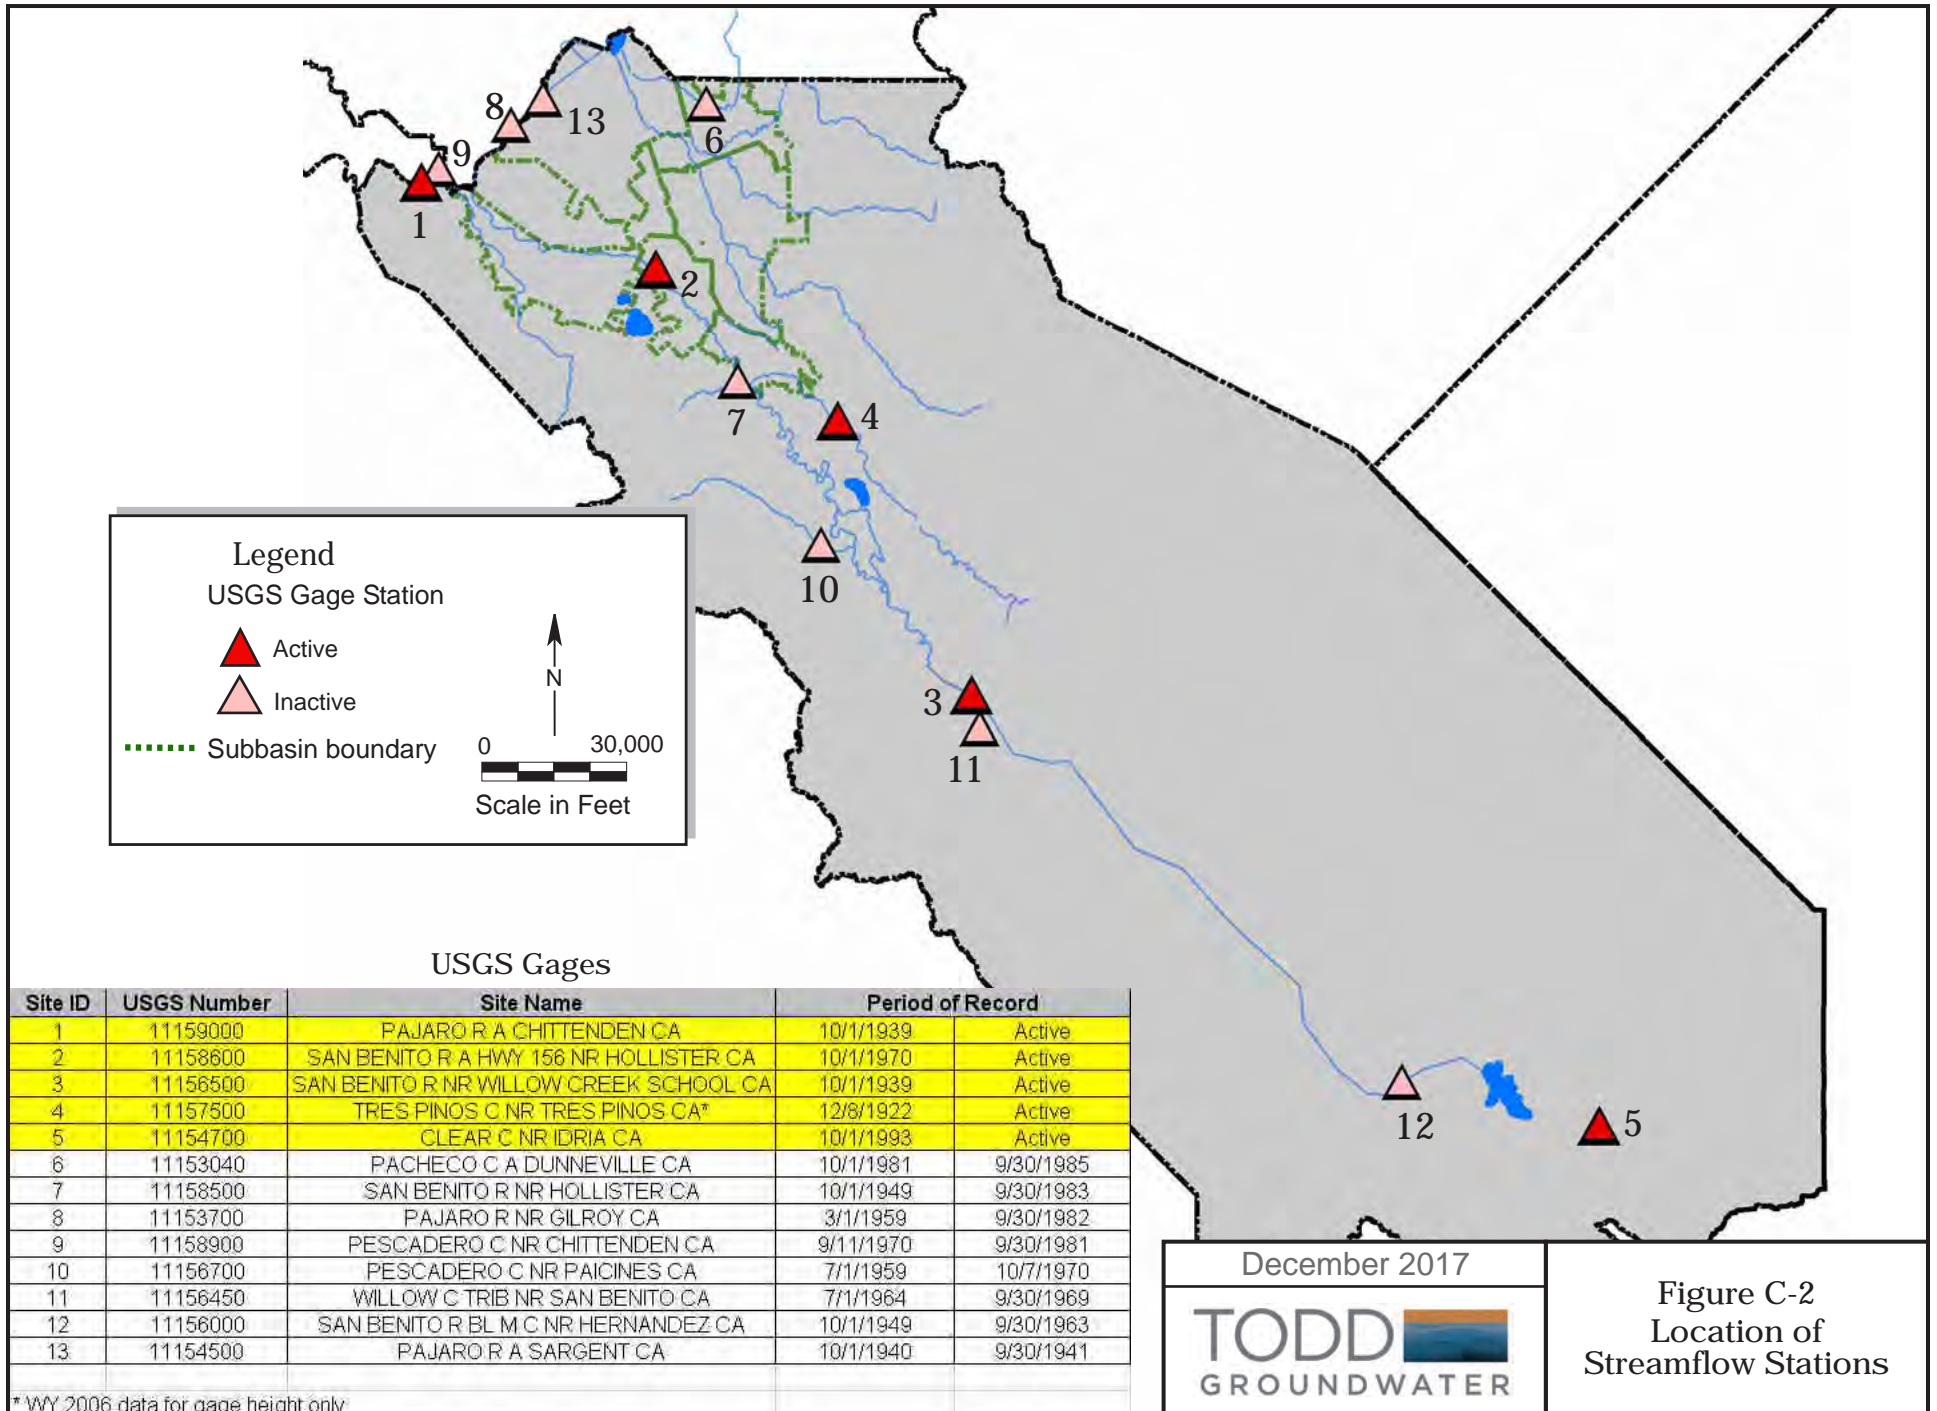 8
13
6
9
1
2
7
4
10
3
11
12
5
Legend
USGS Gage Station
Active
Inactive
Subbasin boundary
N
0 30,000
Scale in Feet
USGS Gages
Site ID USGS Number Site Name Period of Record
1 11159000 PAJARO R A CHITTENDEN CA 10/1/1939 Active
2 11158600 SAN BENITO R A HWY 156 NR HOLLISTER CA 10/1/1970 Active
3 11156500 SAN BENITO R NR WILLOW CREEK SCHOOL CA 10/1/1939 Active
4 11157500 TRES PINOS C NR TRES PINOS CA* 12/8/1922 Active
5 11154700 CLEAR C NR IDRIA CA 10/1/1993 Active
6 11153040 PACHECO C A DUNNEVILLE CA 10/1/1981 9/30/1985
7 11158500 SAN BENITO R NR HOLLISTER CA 10/1/1949 9/30/1983
8 11153700 PAJARO R NR GILROY CA 3/1/1959 9/30/1982
9 11158900 PESCADERO C NR CHITTENDEN CA 9/11/1970 9/30/1981
10 11156700 PESCADERO C NR PAICINES CA 7/1/1959 10/7/1970
11 11156450 WILLOW C TRIB NR SAN BENITO CA 7/1/1964 9/30/1969
12 11156000 SAN BENITO R BL M C NR HERNANDEZ CA 10/1/1949 9/30/1963
13 11154500 PAJARO R A SARGENT CA 10/1/1940 9/30/1941
* WY 2006 data for gage height only
December 2017
TODD
GROUNDWATER
Figure C-2
Location of
Streamflow Stations